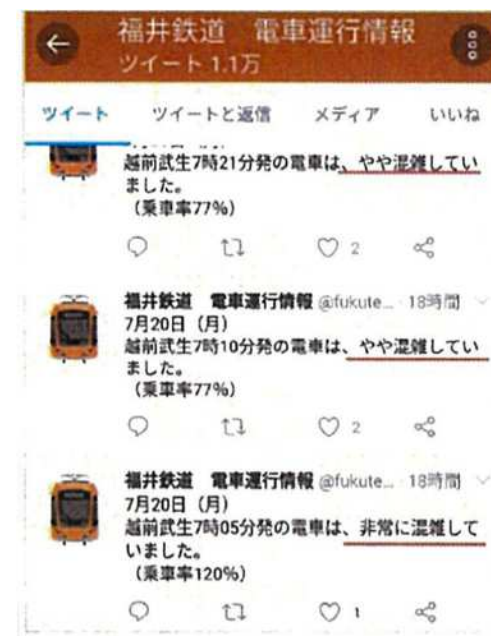 福井鉄道 電車運行情報
ツイート 1.1万
ツイート ツイートと返信 メディア いいね
越前武生7時21分発の電車は、やや混雑してい
ました。
(乗車率77%)
2
福井鉄道 電車運行情報 @fukute... 18時間
7月20日(月)
越前武生7時10分発の電車は、やや混雑してい
ました。
(乗車率77%)
2
福井鉄道 電車運行情報 @fukute... 18時間
7月20日(月)
越前武生7時05分発の電車は、非常に混雑して
いました。
(乗車率120%)
1